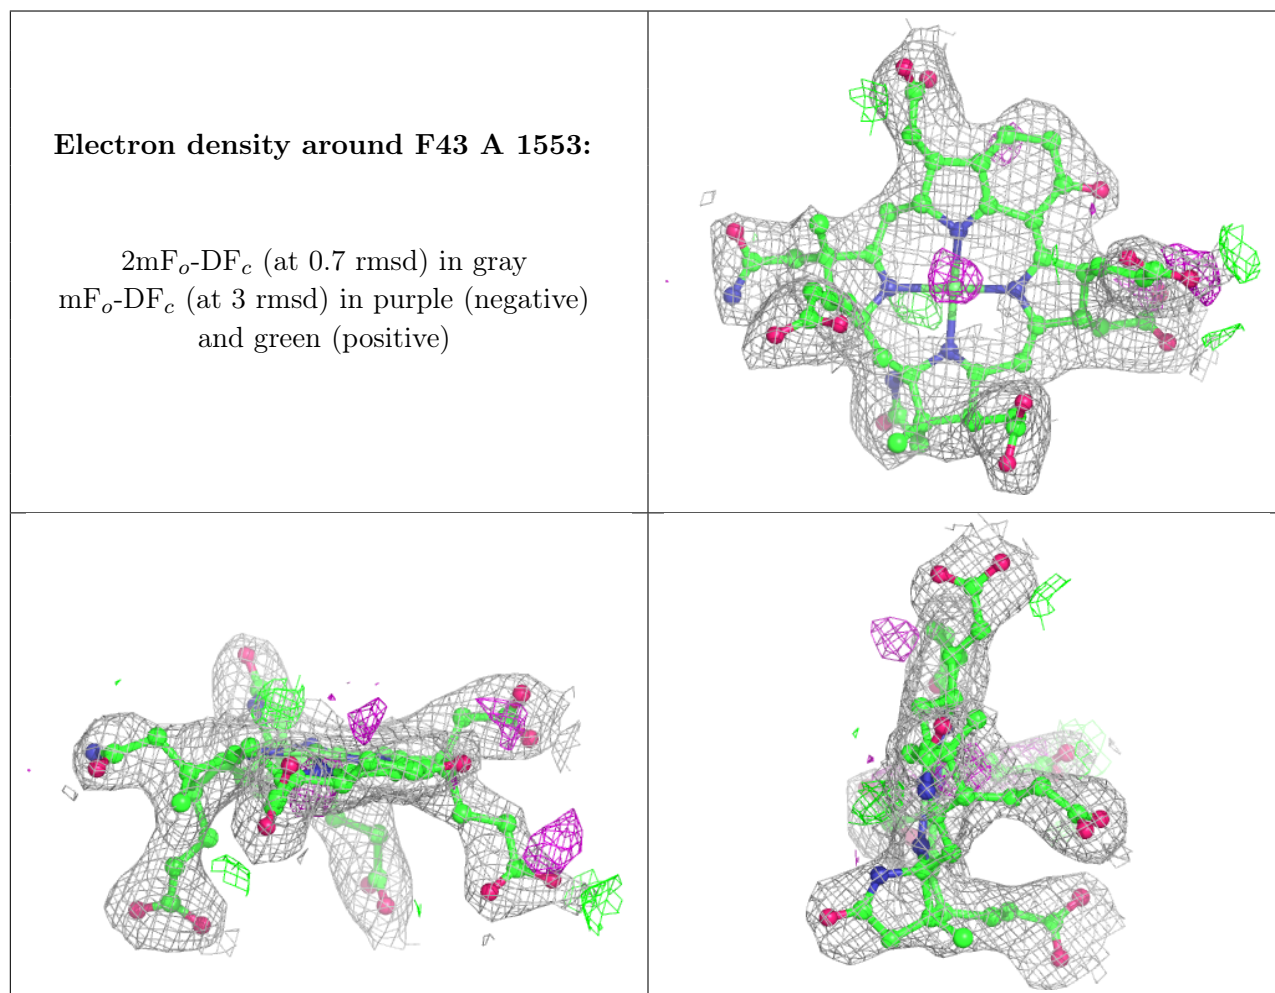 Electron density around F43 A 1553:
2mFo-DFc (at 0.7 rmsd) in gray
mFo-DFc (at 3 rmsd) in purple (negative)
and green (positive)